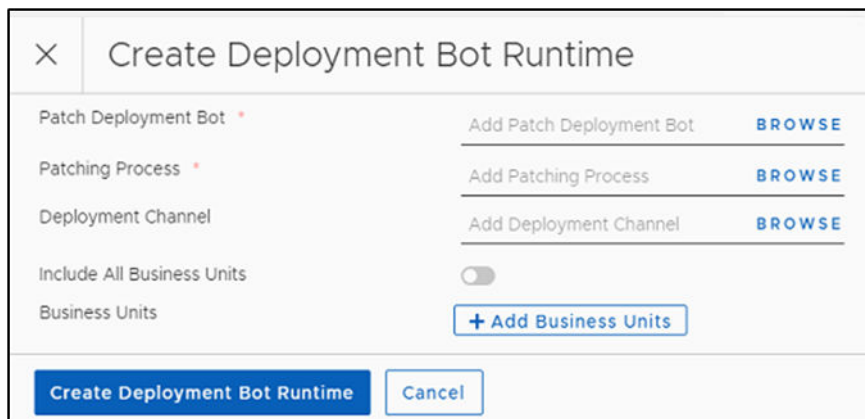 Create Deployment Bot Runtime
Patch Deployment Bot * Add Patch Deployment Bot BROWSE
Patching Process * Add Patching Process BROWSE
Deployment Channel Add Deployment Channel BROWSE
Include All Business Units
Business Units + Add Business Units
Create Deployment Bot Runtime Cancel